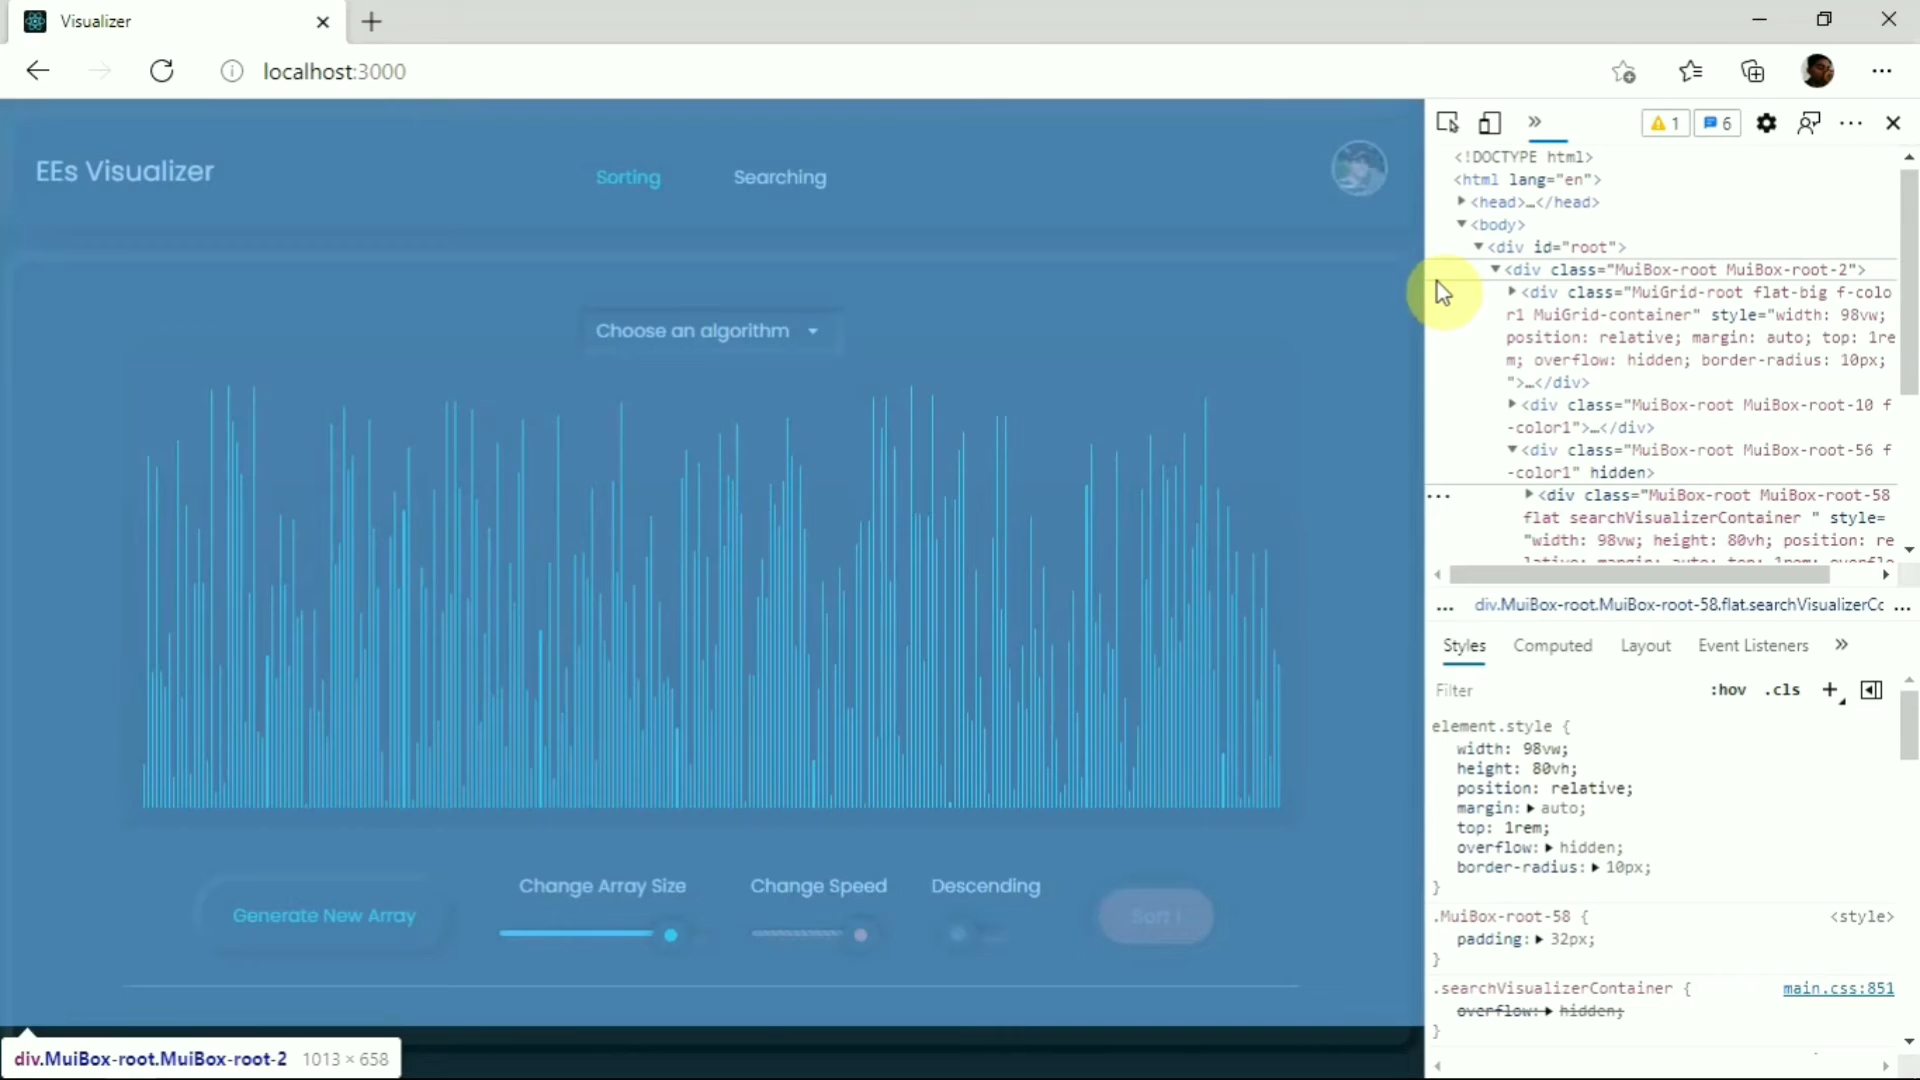 Visualizer
localhost:3000
EEs Visualizer
Sorting
Searching
Choose an algorithm
Generate New Array
Change Array Size
Change Speed
Descending
Sort !
div.MuiBox-root.MuiBox-root-2 1013 × 658
1
6
<!DOCTYPE html>
<html lang="en">
<head>…</head>
<body>
<div id="root">
<div class="MuiBox-root MuiBox-root-2">
<div class="MuiGrid-root flat-big f-colo
r1 MuiGrid-container" style="width: 98vw;
position: relative; margin: auto; top: 1re
m; overflow: hidden; border-radius: 10px;
">…</div>
<div class="MuiBox-root MuiBox-root-10 f
-color1">…</div>
<div class="MuiBox-root MuiBox-root-56 f
-color1" hidden>
<div class="MuiBox-root MuiBox-root-58
flat searchVisualizerContainer " style=
"width: 98vw; height: 80vh; position: re
lative; margin: auto; top: 1rem; overflo
... div.MuiBox-root.MuiBox-root-58.flat.searchVisualizerCc ...
Styles Computed Layout Event Listeners
Filter :hov .cls
element.style {
width: 98vw;
height: 80vh;
position: relative;
margin: auto;
top: 1rem;
overflow: hidden;
border-radius: 10px;
}
.MuiBox-root-58 { <style>
padding: 32px;
}
.searchVisualizerContainer { main.css:851
overflow: hidden;
}